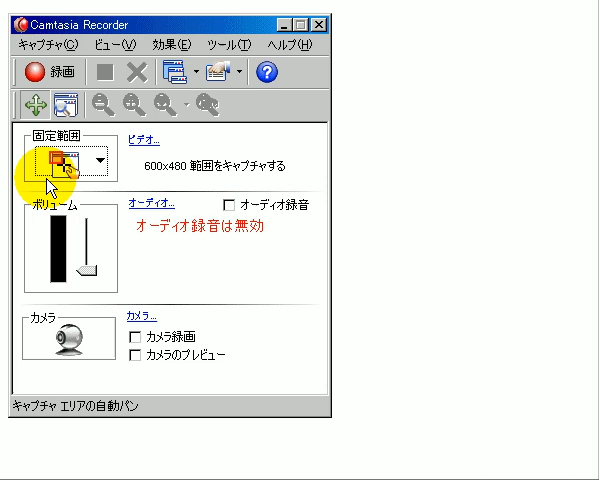 Camtasia Recorder
キャプチャ(C) ビュー(V) 効果(E) ツール(T) ヘルプ(H)
録画
固定範囲
ビデオ...
600x480 範囲をキャプチャする
ボリューム
オーディオ...
オーディオ録音
オーディオ録音は無効
カメラ
カメラ...
カメラ録画
カメラのプレビュー
キャプチャ エリアの自動パン